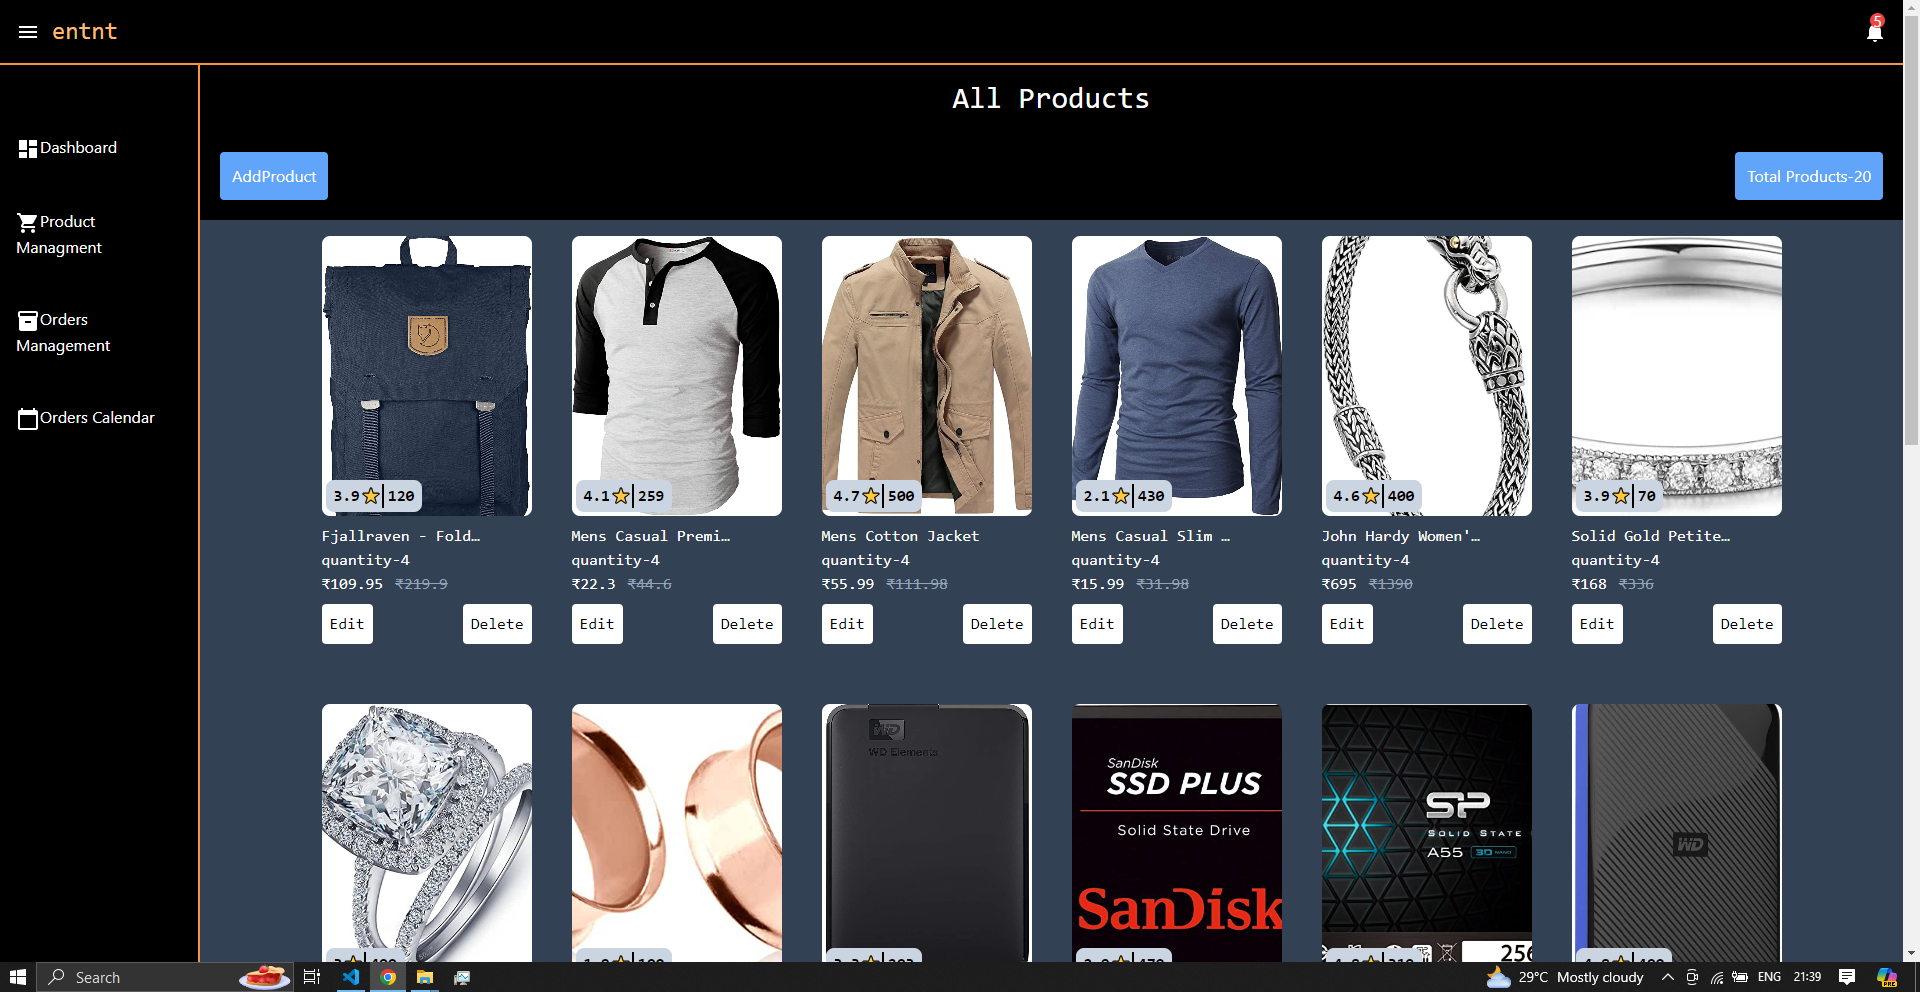 entnt
5
All Products
Dashboard
Product
Managment
Orders
Management
Orders Calendar
AddProduct
Total Products-20
3.9 120
4.1 259
4.7 500
2.1 430
4.6 400
3.9 70
Fjallraven - Fold…
Mens Casual Premi…
Mens Cotton Jacket
Mens Casual Slim …
John Hardy Women'…
Solid Gold Petite…
quantity-4
quantity-4
quantity-4
quantity-4
quantity-4
quantity-4
₹109.95 ₹219.9
₹22.3 ₹44.6
₹55.99 ₹111.98
₹15.99 ₹31.98
₹695 ₹1390
₹168 ₹336
Edit Delete
Edit Delete
Edit Delete
Edit Delete
Edit Delete
Edit Delete
WD
WD Elements
SanDisk
SSD PLUS
Solid State Drive
SanDisk
SP
SOLID STATE
A55 3D NAND
256
WD
Search
29°C Mostly cloudy
ENG
21:39
PRE